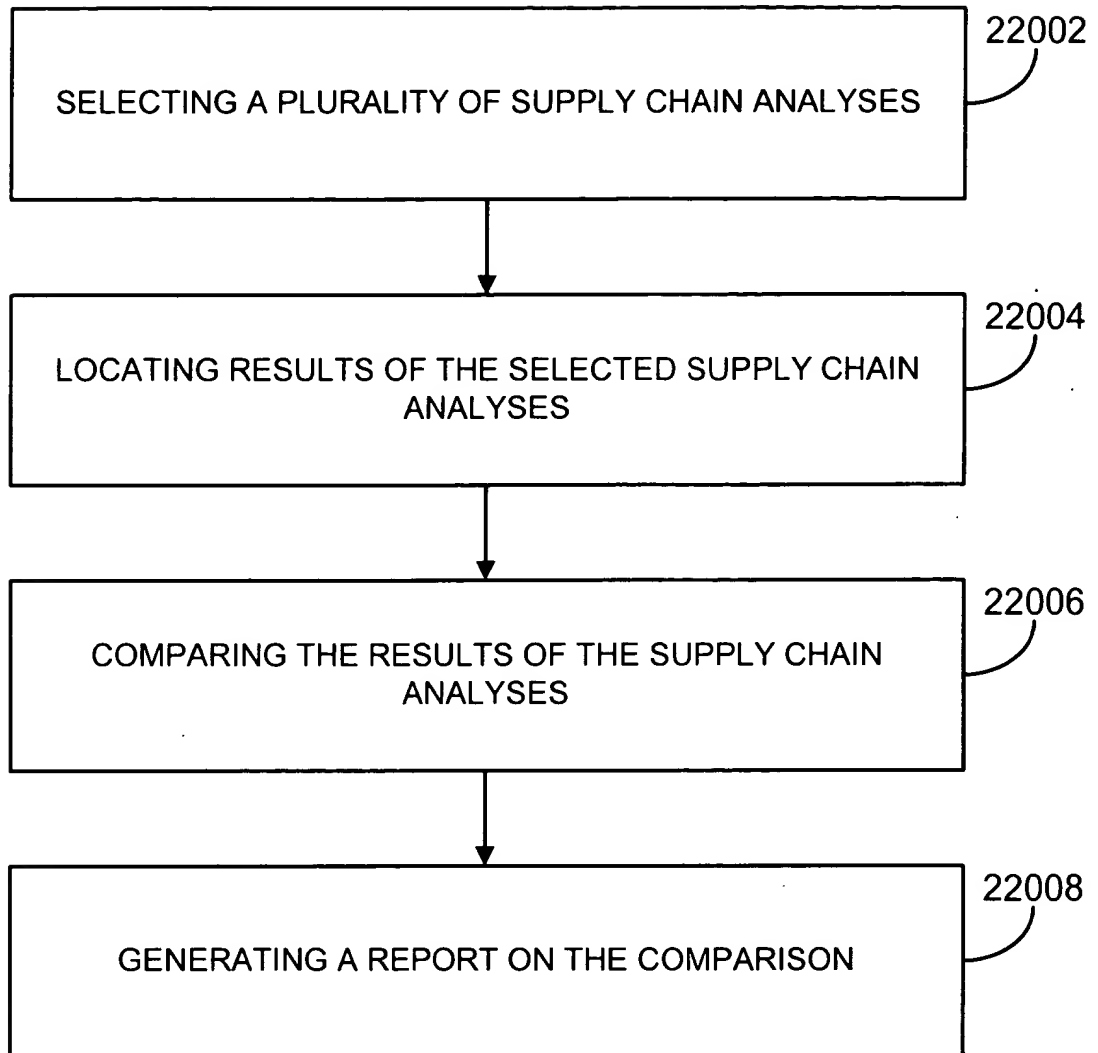 22002
SELECTING A PLURALITY OF SUPPLY CHAIN ANALYSES
22004
LOCATING RESULTS OF THE SELECTED SUPPLY CHAIN
ANALYSES
22006
COMPARING THE RESULTS OF THE SUPPLY CHAIN
ANALYSES
22008
GENERATING A REPORT ON THE COMPARISON